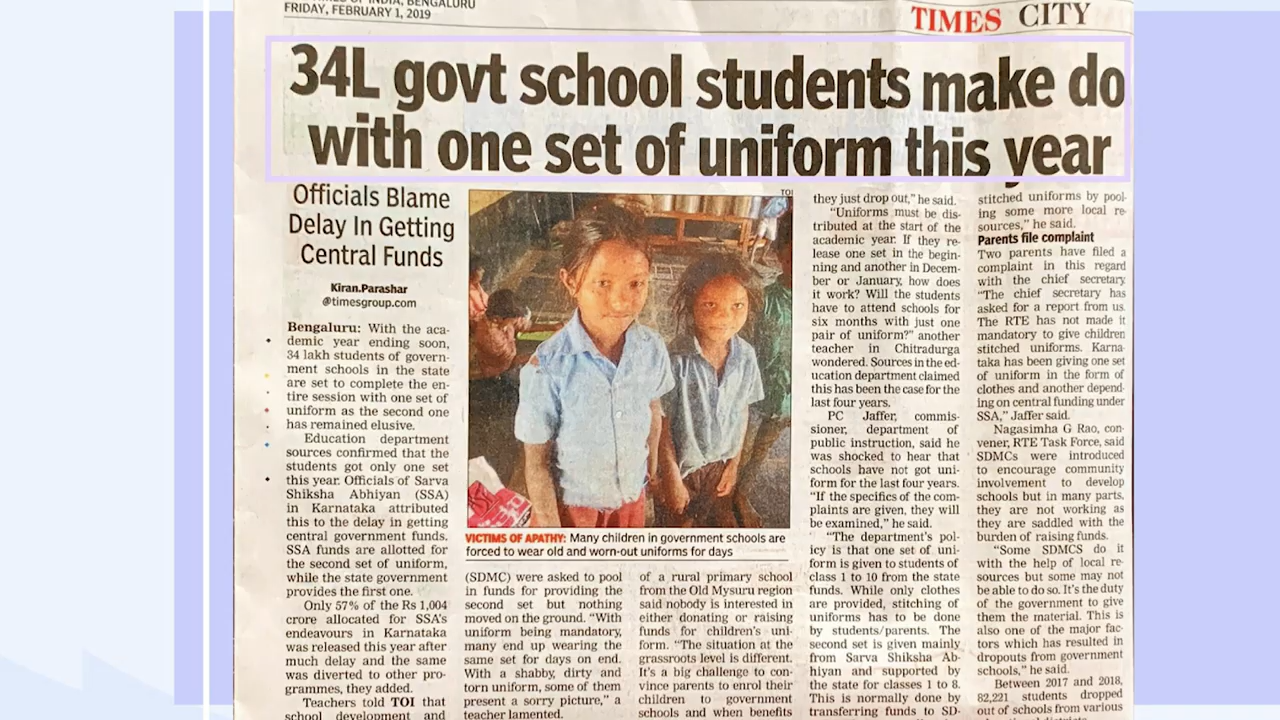 TIMES OF INDIA, BENGALURU
FRIDAY, FEBRUARY 1, 2019
TIMES CITY
34L govt school students make do
with one set of uniform this year
Officials Blame
Delay In Getting
Central Funds
Kiran.Parashar
@timesgroup.com
Bengaluru: With the aca-
demic year ending soon,
34 lakh students of govern-
ment schools in the state
are set to complete the en-
tire session with one set of
uniform as the second one
has remained elusive.
Education department
sources confirmed that the
students got only one set
this year. Officials of Sarva
Shiksha Abhiyan (SSA)
in Karnataka attributed
this to the delay in getting
central government funds.
SSA funds are allotted for
the second set of uniform,
while the state government
provides the first one.
Only 57% of the Rs 1,004
crore allocated for SSA's
endeavours in Karnataka
was released this year after
much delay and the same
was diverted to other pro-
grammes, they added.
Teachers told TOI that
school development and
TOI
VICTIMS OF APATHY: Many children in government schools are
forced to wear old and worn-out uniforms for days
(SDMC) were asked to pool
in funds for providing the
second set but nothing
moved on the ground. “With
uniform being mandatory,
many end up wearing the
same set for days on end.
With a shabby, dirty and
torn uniform, some of them
present a sorry picture,” a
teacher lamented.
of a rural primary school
from the Old Mysuru region
said nobody is interested in
either donating or raising
funds for children's uni-
form. “The situation at the
grassroots level is different.
It's a big challenge to con-
vince parents to enrol their
children to government
schools and when benefits
they just drop out,” he said.
“Uniforms must be dis-
tributed at the start of the
academic year. If they re-
lease one set in the begin-
ning and another in Decem-
ber or January, how does
it work? Will the students
have to attend schools for
six months with just one
pair of uniform?” another
teacher in Chitradurga
wondered. Sources in the ed-
ucation department claimed
this has been the case for the
last four years.
PC Jaffer, commis-
sioner, department of
public instruction, said he
was shocked to hear that
schools have not got uni-
form for the last four years.
“If the specifics of the com-
plaints are given, they will
be examined,” he said.
“The department's pol-
icy is that one set of uni-
form is given to students of
class 1 to 10 from the state
funds. While only clothes
are provided, stitching of
uniforms has to be done
by students/parents. The
second set is given mainly
from Sarva Shiksha Ab-
hiyan and supported by
the state for classes 1 to 8.
This is normally done by
transferring funds to SD-
stitched uniforms by pool-
ing some more local re-
sources,” he said.
Parents file complaint
Two parents have filed a
complaint in this regard
with the chief secretary.
“The chief secretary has
asked for a report from us.
The RTE has not made it
mandatory to give children
stitched uniforms. Karna-
taka has been giving one set
of uniform in the form of
clothes and another depend-
ing on central funding under
SSA,” Jaffer said.
Nagasimha G Rao, con-
vener, RTE Task Force, said
SDMCs were introduced
to encourage community
involvement to develop
schools but in many parts,
they are not working as
they are saddled with the
burden of raising funds.
“Some SDMCS do it
with the help of local re-
sources but some may not
be able to do so. It's the duty
of the government to give
them the material. This is
also one of the major fac-
tors which has resulted in
dropouts from government
schools,” he said.
Between 2017 and 2018,
82,221 students dropped
out of schools from various